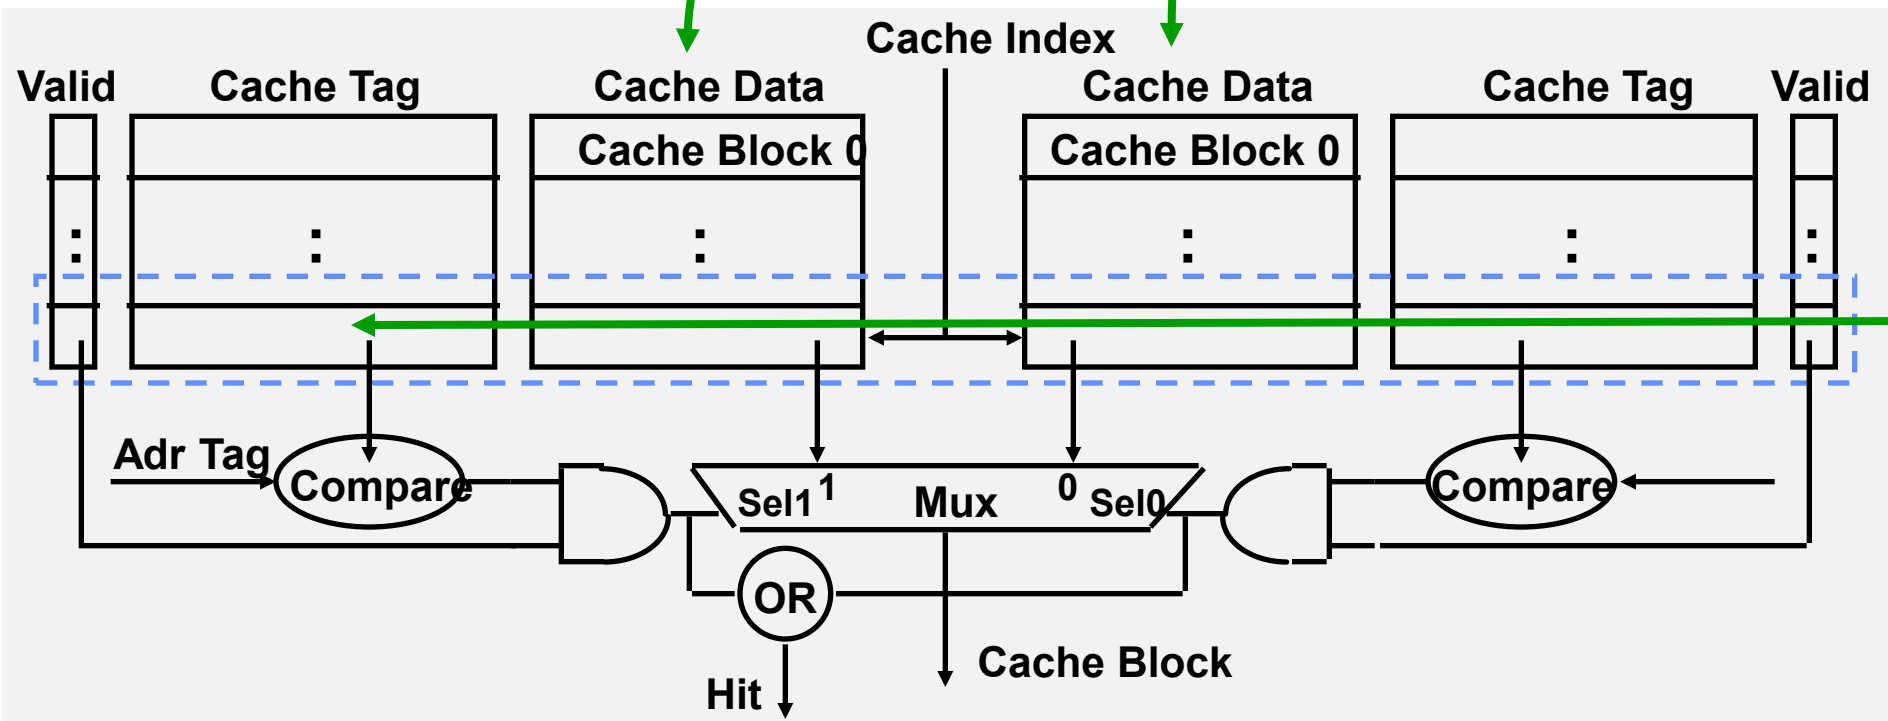 Cache Index
Valid Cache Tag Cache Data Cache Data Cache Tag Valid
Cache Block 0 Cache Block 0
: : : : : :
Adr Tag
Compare Sel1 1 Mux 0 Sel0 Compare
OR
Cache Block
Hit